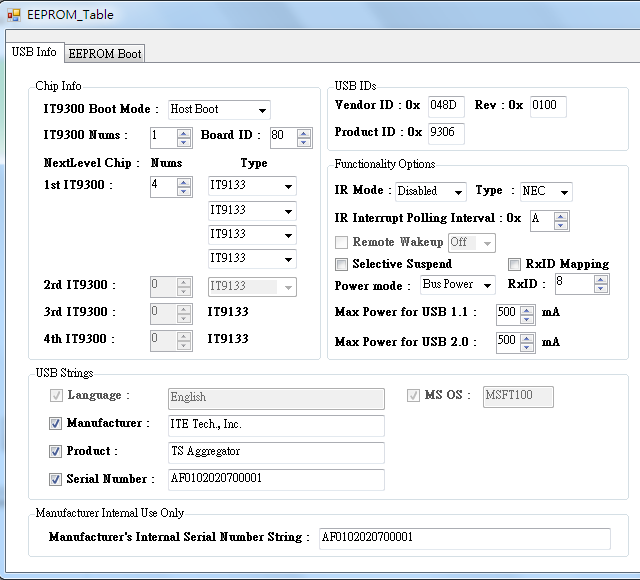 EEPROM_Table
USB Info EEPROM Boot
Chip Info
IT9300 Boot Mode : Host Boot
IT9300 Nums : 1 Board ID : 80
NextLevel Chip : Nums Type
1st IT9300 : 4 IT9133
IT9133
IT9133
IT9133
2rd IT9300 : 0 IT9133
3rd IT9300 : 0 IT9133
4th IT9300 : 0 IT9133
USB IDs
Vendor ID : 0x 048D Rev : 0x 0100
Product ID : 0x 9306
Functionality Options
IR Mode : Disabled Type : NEC
IR Interrupt Polling Interval : 0x A
Remote Wakeup Off
Selective Suspend RxID Mapping
Power mode : Bus Power RxID : 8
Max Power for USB 1.1 : 500 mA
Max Power for USB 2.0 : 500 mA
USB Strings
Language : English MS OS : MSFT100
Manufacturer : ITE Tech., Inc.
Product : TS Aggregator
Serial Number : AF0102020700001
Manufacturer Internal Use Only
Manufacturer's Internal Serial Number String : AF0102020700001